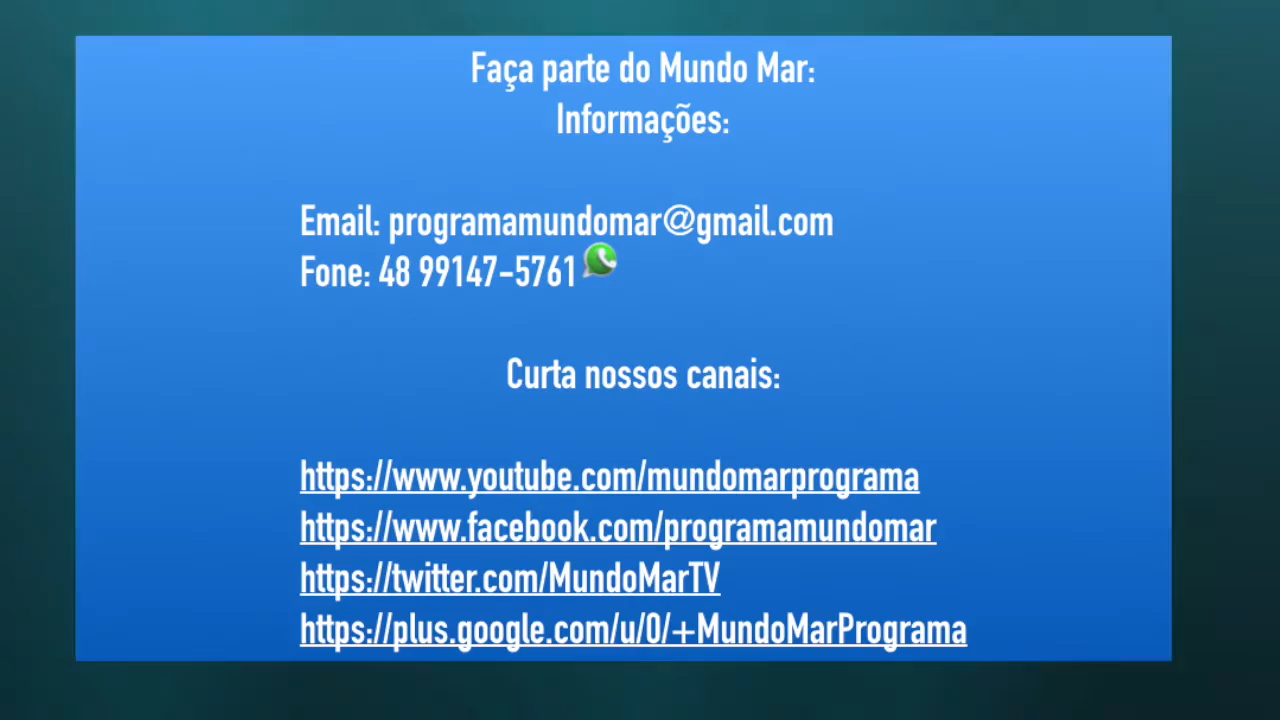 Faça parte do Mundo Mar:
Informações:
Email: programamundomar@gmail.com
Fone: 48 99147-5761
Curta nossos canais:
https://www.youtube.com/mundomarprograma
https://www.facebook.com/programamundomar
https://twitter.com/MundoMarTV
https://plus.google.com/u/0/+MundoMarPrograma